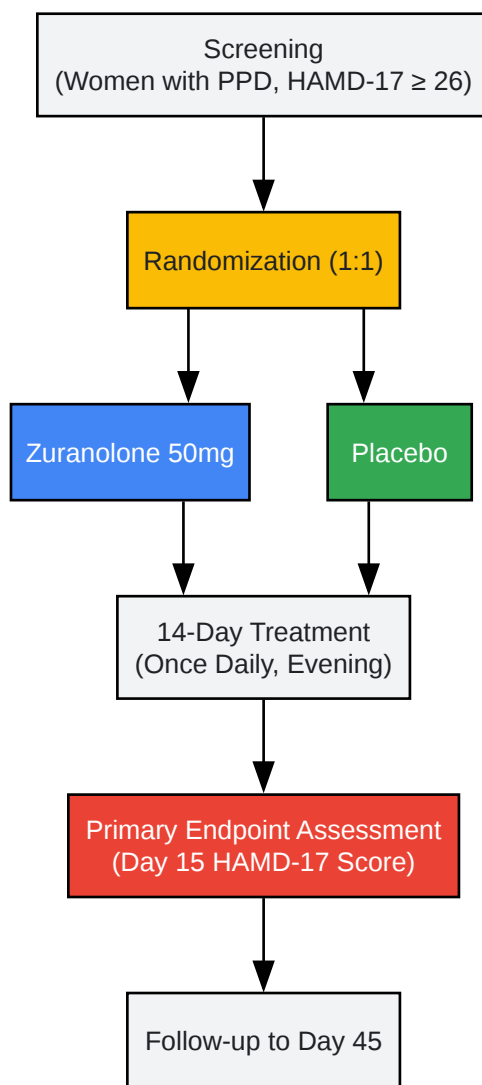 Screening
(Women with PPD, HAMD-17 ≥ 26)
Randomization (1:1)
Zuranolone 50mg
Placebo
14-Day Treatment
(Once Daily, Evening)
Primary Endpoint Assessment
(Day 15 HAMD-17 Score)
Follow-up to Day 45